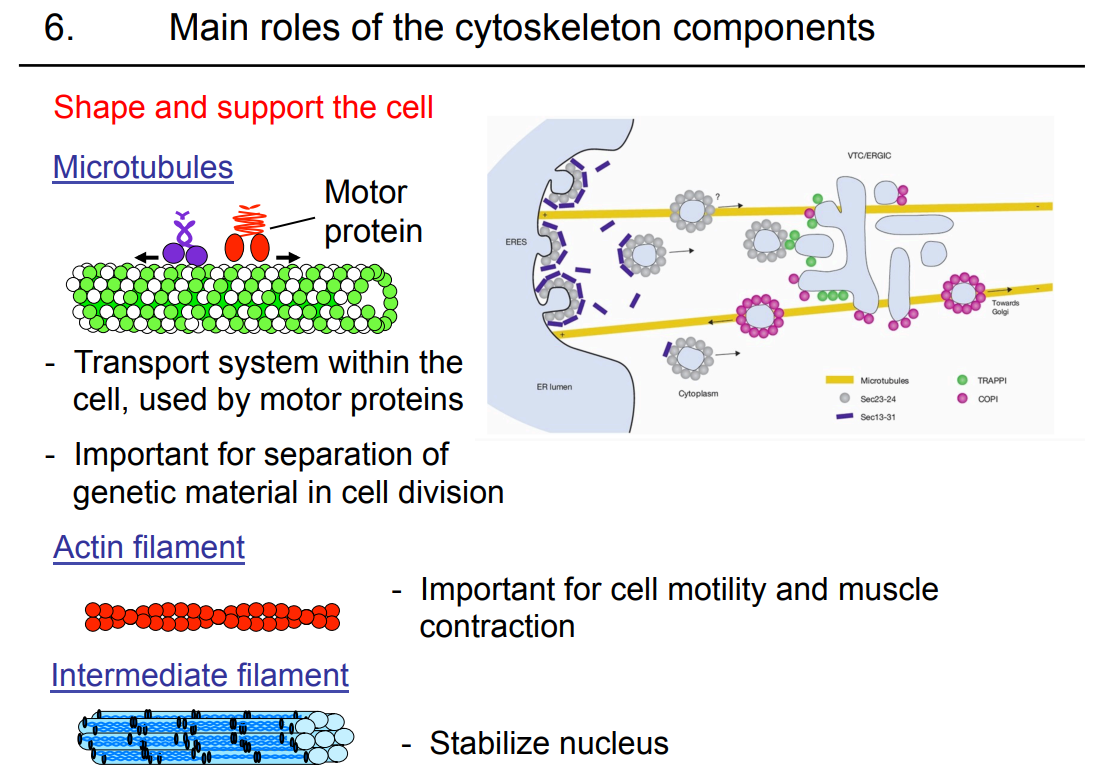 6. Main roles of the cytoskeleton components
Shape and support the cell
Microtubules
Motor
protein
- Transport system within the
cell, used by motor proteins
- Important for separation of
genetic material in cell division
VTC/ERGIC
?
+
-
ERES
+
-
Towards
Golgi
ER lumen
Cytoplasm
Microtubules
Sec23-24
Sec13-31
TRAPPI
COPI
Actin filament
- Important for cell motility and muscle
contraction
Intermediate filament
- Stabilize nucleus